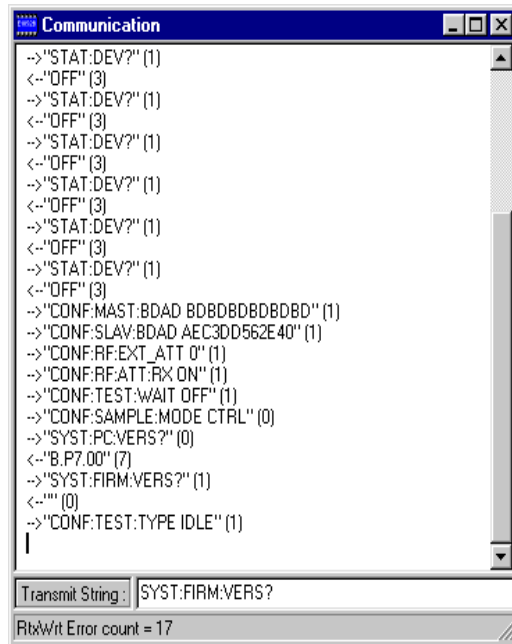 Communication
-->"STAT:DEV?" (1)
<--"OFF" (3)
-->"STAT:DEV?" (1)
<--"OFF" (3)
-->"STAT:DEV?" (1)
<--"OFF" (3)
-->"STAT:DEV?" (1)
<--"OFF" (3)
-->"STAT:DEV?" (1)
<--"OFF" (3)
-->"STAT:DEV?" (1)
<--"OFF" (3)
-->"CONF:MAST:BDAD BDBDBDBDBDBD" (1)
-->"CONF:SLAV:BDAD AEC3DD562E40" (1)
-->"CONF:RF:EXT_ATT 0" (1)
-->"CONF:RF:ATT:RX ON" (1)
-->"CONF:TEST:WAIT OFF" (1)
-->"CONF:SAMPLE:MODE CTRL" (0)
-->"SYST:PC:VERS?" (0)
<--"B.P7.00" (7)
-->"SYST:FIRM:VERS?" (1)
<--"" (0)
-->"CONF:TEST:TYPE IDLE" (1)
Transmit String : SYST:FIRM:VERS?
RtxWrt Error count = 17